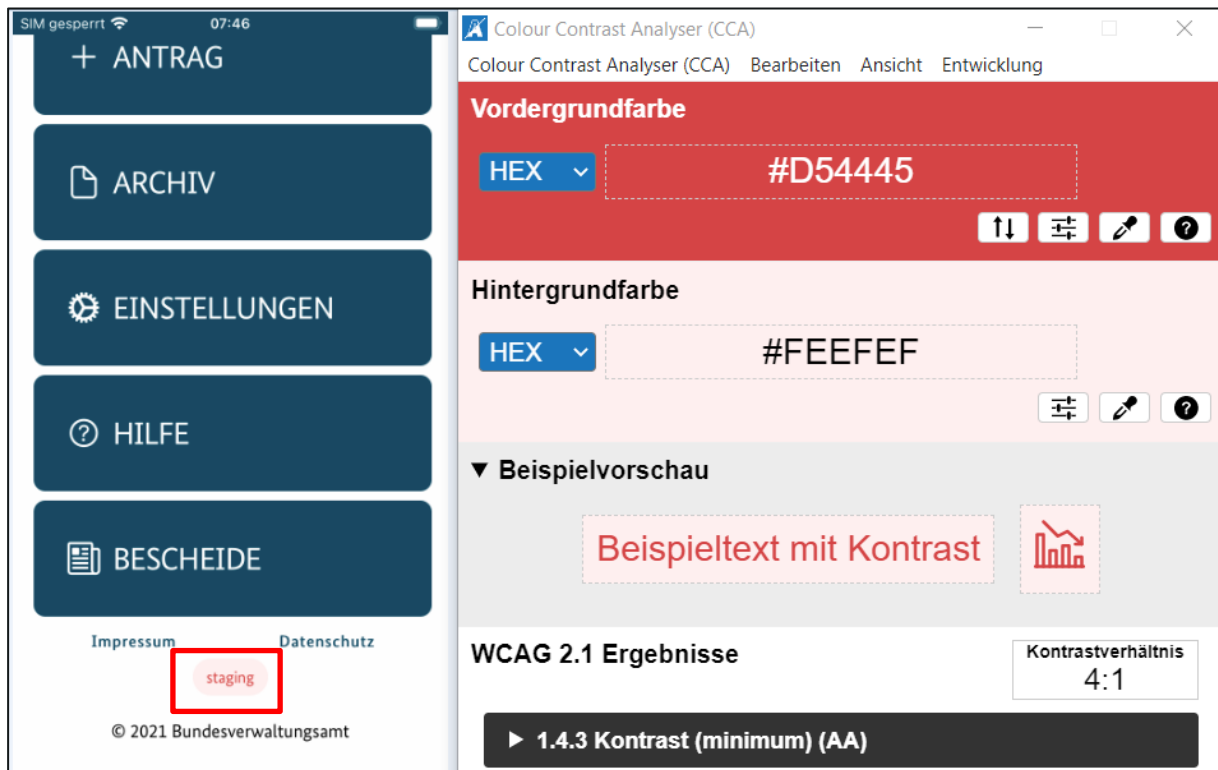 SIM gesperrt 07:46
+ ANTRAG
ARCHIV
EINSTELLUNGEN
HILFE
BESCHEIDE
Impressum Datenschutz
staging
© 2021 Bundesverwaltungsamt
Colour Contrast Analyser (CCA)
Colour Contrast Analyser (CCA) Bearbeiten Ansicht Entwicklung
Vordergrundfarbe
HEX #D54445
Hintergrundfarbe
HEX #FEEFEF
▼ Beispielvorschau
Beispieltext mit Kontrast
WCAG 2.1 Ergebnisse
Kontrastverhältnis
4:1
▶ 1.4.3 Kontrast (minimum) (AA)